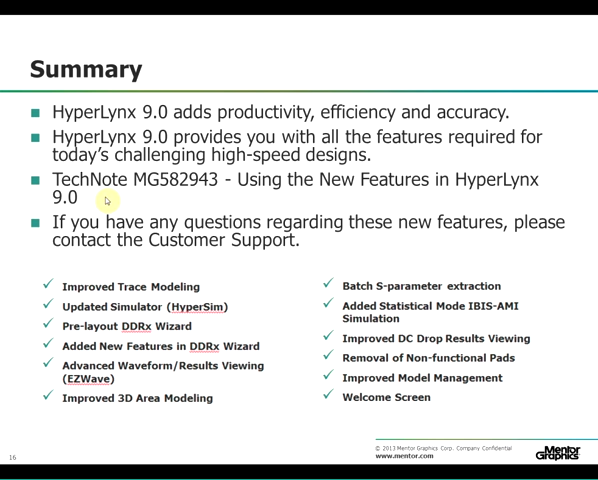 Summary
HyperLynx 9.0 adds productivity, efficiency and accuracy.
HyperLynx 9.0 provides you with all the features required for
today's challenging high-speed designs.
TechNote MG582943 - Using the New Features in HyperLynx
9.0
If you have any questions regarding these new features, please
contact the Customer Support.
Improved Trace Modeling
Updated Simulator (HyperSim)
Pre-layout DDRx Wizard
Added New Features in DDRx Wizard
Advanced Waveform/Results Viewing
(EZWave)
Improved 3D Area Modeling
Batch S-parameter extraction
Added Statistical Mode IBIS-AMI
Simulation
Improved DC Drop Results Viewing
Removal of Non-functional Pads
Improved Model Management
Welcome Screen
16
© 2013 Mentor Graphics Corp. Company Confidential
www.mentor.com
Mentor
Graphics